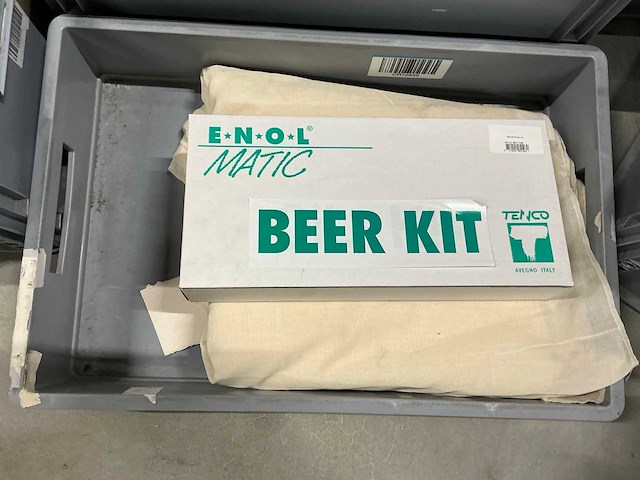 E★N★O★L®
MATIC
BEER KIT
TENCO
AVEGNO ITALY